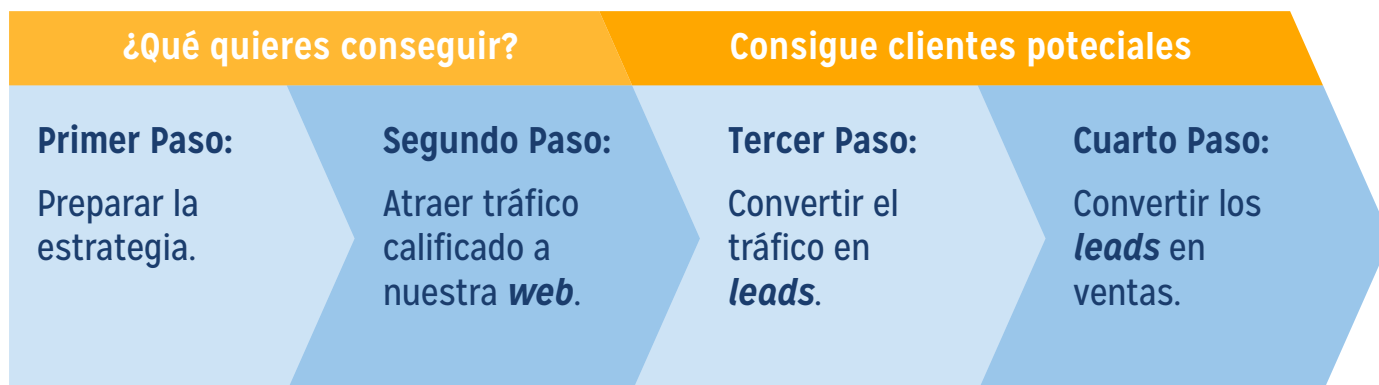 ¿Qué quieres conseguir?
Consigue clientes poteciales
Primer Paso:
Preparar la
estrategia.
Segundo Paso:
Atraer tráfico
calificado a
nuestra web.
Tercer Paso:
Convertir el
tráfico en
leads.
Cuarto Paso:
Convertir los
leads en
ventas.